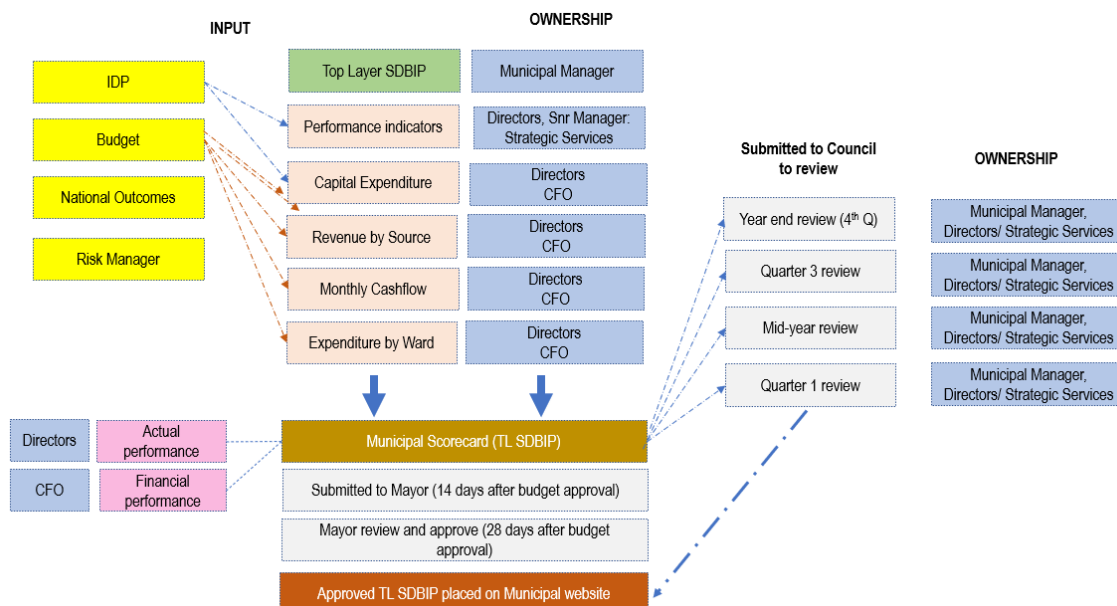 INPUT
OWNERSHIP
IDP
Budget
National Outcomes
Risk Manager
Top Layer SDBIP
Municipal Manager
Performance indicators
Directors, Snr Manager:
Strategic Services
Capital Expenditure
Directors
CFO
Revenue by Source
Directors
CFO
Monthly Cashflow
Directors
CFO
Expenditure by Ward
Directors
CFO
Submitted to Council
to review
OWNERSHIP
Year end review (4th Q)
Municipal Manager,
Directors/ Strategic Services
Quarter 3 review
Municipal Manager,
Directors/ Strategic Services
Mid-year review
Municipal Manager,
Directors/ Strategic Services
Quarter 1 review
Municipal Manager,
Directors/ Strategic Services
Directors
Actual
performance
CFO
Financial
performance
Municipal Scorecard (TL SDBIP)
Submitted to Mayor (14 days after budget approval)
Mayor review and approve (28 days after budget
approval)
Approved TL SDBIP placed on Municipal website